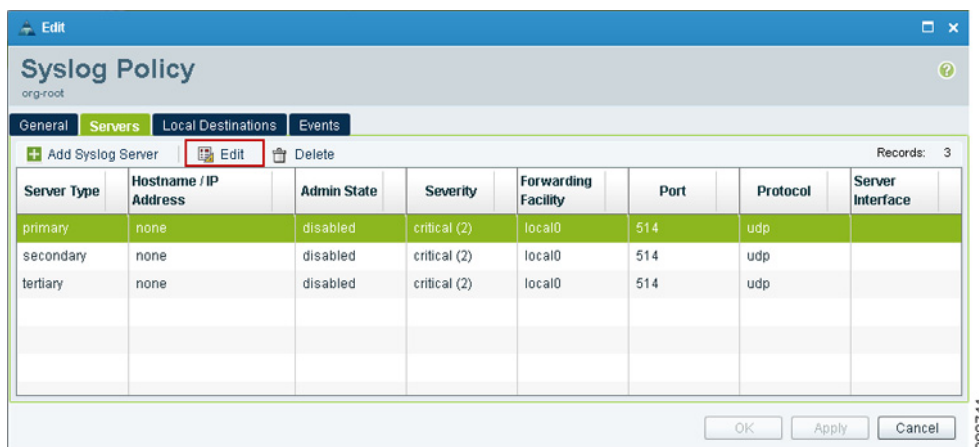 Edit
Syslog Policy
org-root
General Servers Local Destinations Events
Add Syslog Server Edit Delete Records: 3
Server Type Hostname / IP Address Admin State Severity Forwarding Facility Port Protocol Server Interface
primary none disabled critical (2) local0 514 udp
secondary none disabled critical (2) local0 514 udp
tertiary none disabled critical (2) local0 514 udp
OK Apply Cancel